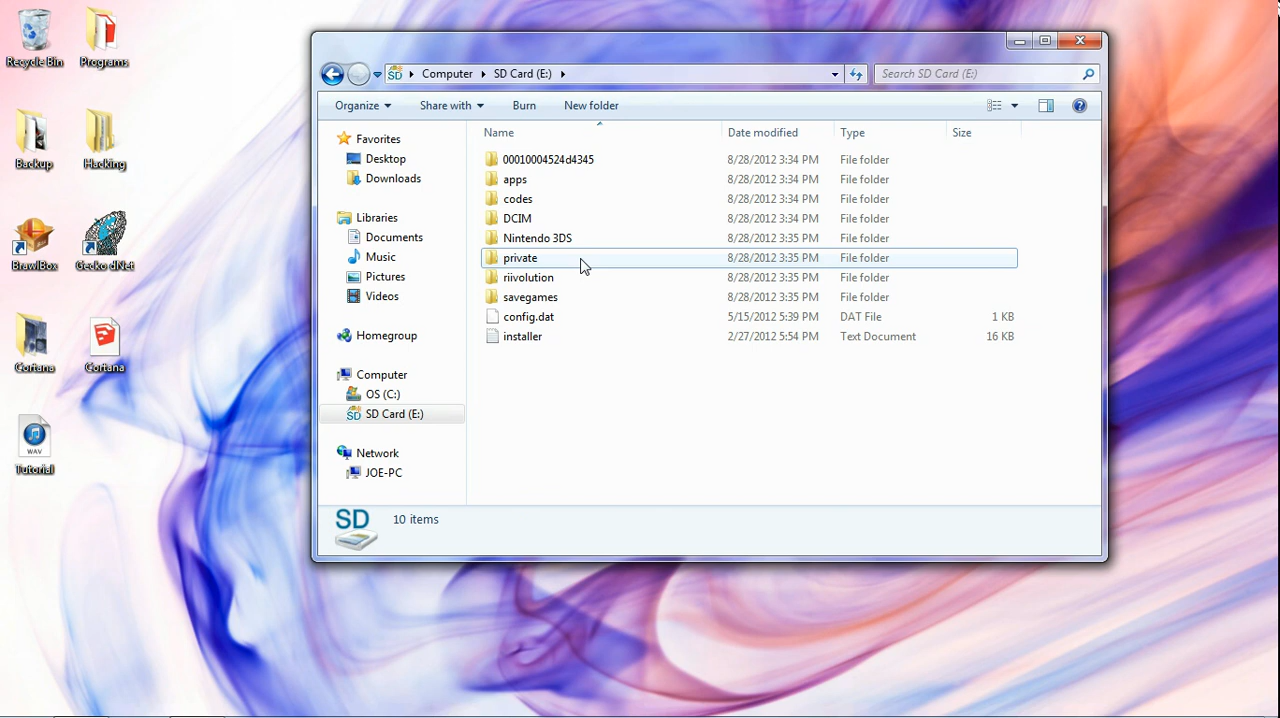 Recycle Bin
Programs
Backup
Hacking
BrawlBox
Gecko dNet
Cortana
Cortana
WAV
Tutorial
SD Computer SD Card (E:)
Search SD Card (E:)
Organize Share with Burn New folder
Favorites
Desktop
Downloads
Libraries
Documents
Music
Pictures
Videos
Homegroup
Computer
OS (C:)
SD SD Card (E:)
Network
JOE-PC
Name Date modified Type Size
00010004524d4345 8/28/2012 3:34 PM File folder
apps 8/28/2012 3:34 PM File folder
codes 8/28/2012 3:34 PM File folder
DCIM 8/28/2012 3:34 PM File folder
Nintendo 3DS 8/28/2012 3:35 PM File folder
private 8/28/2012 3:35 PM File folder
riivolution 8/28/2012 3:35 PM File folder
savegames 8/28/2012 3:35 PM File folder
config.dat 5/15/2012 5:39 PM DAT File 1 KB
installer 2/27/2012 5:54 PM Text Document 16 KB
SD 10 items